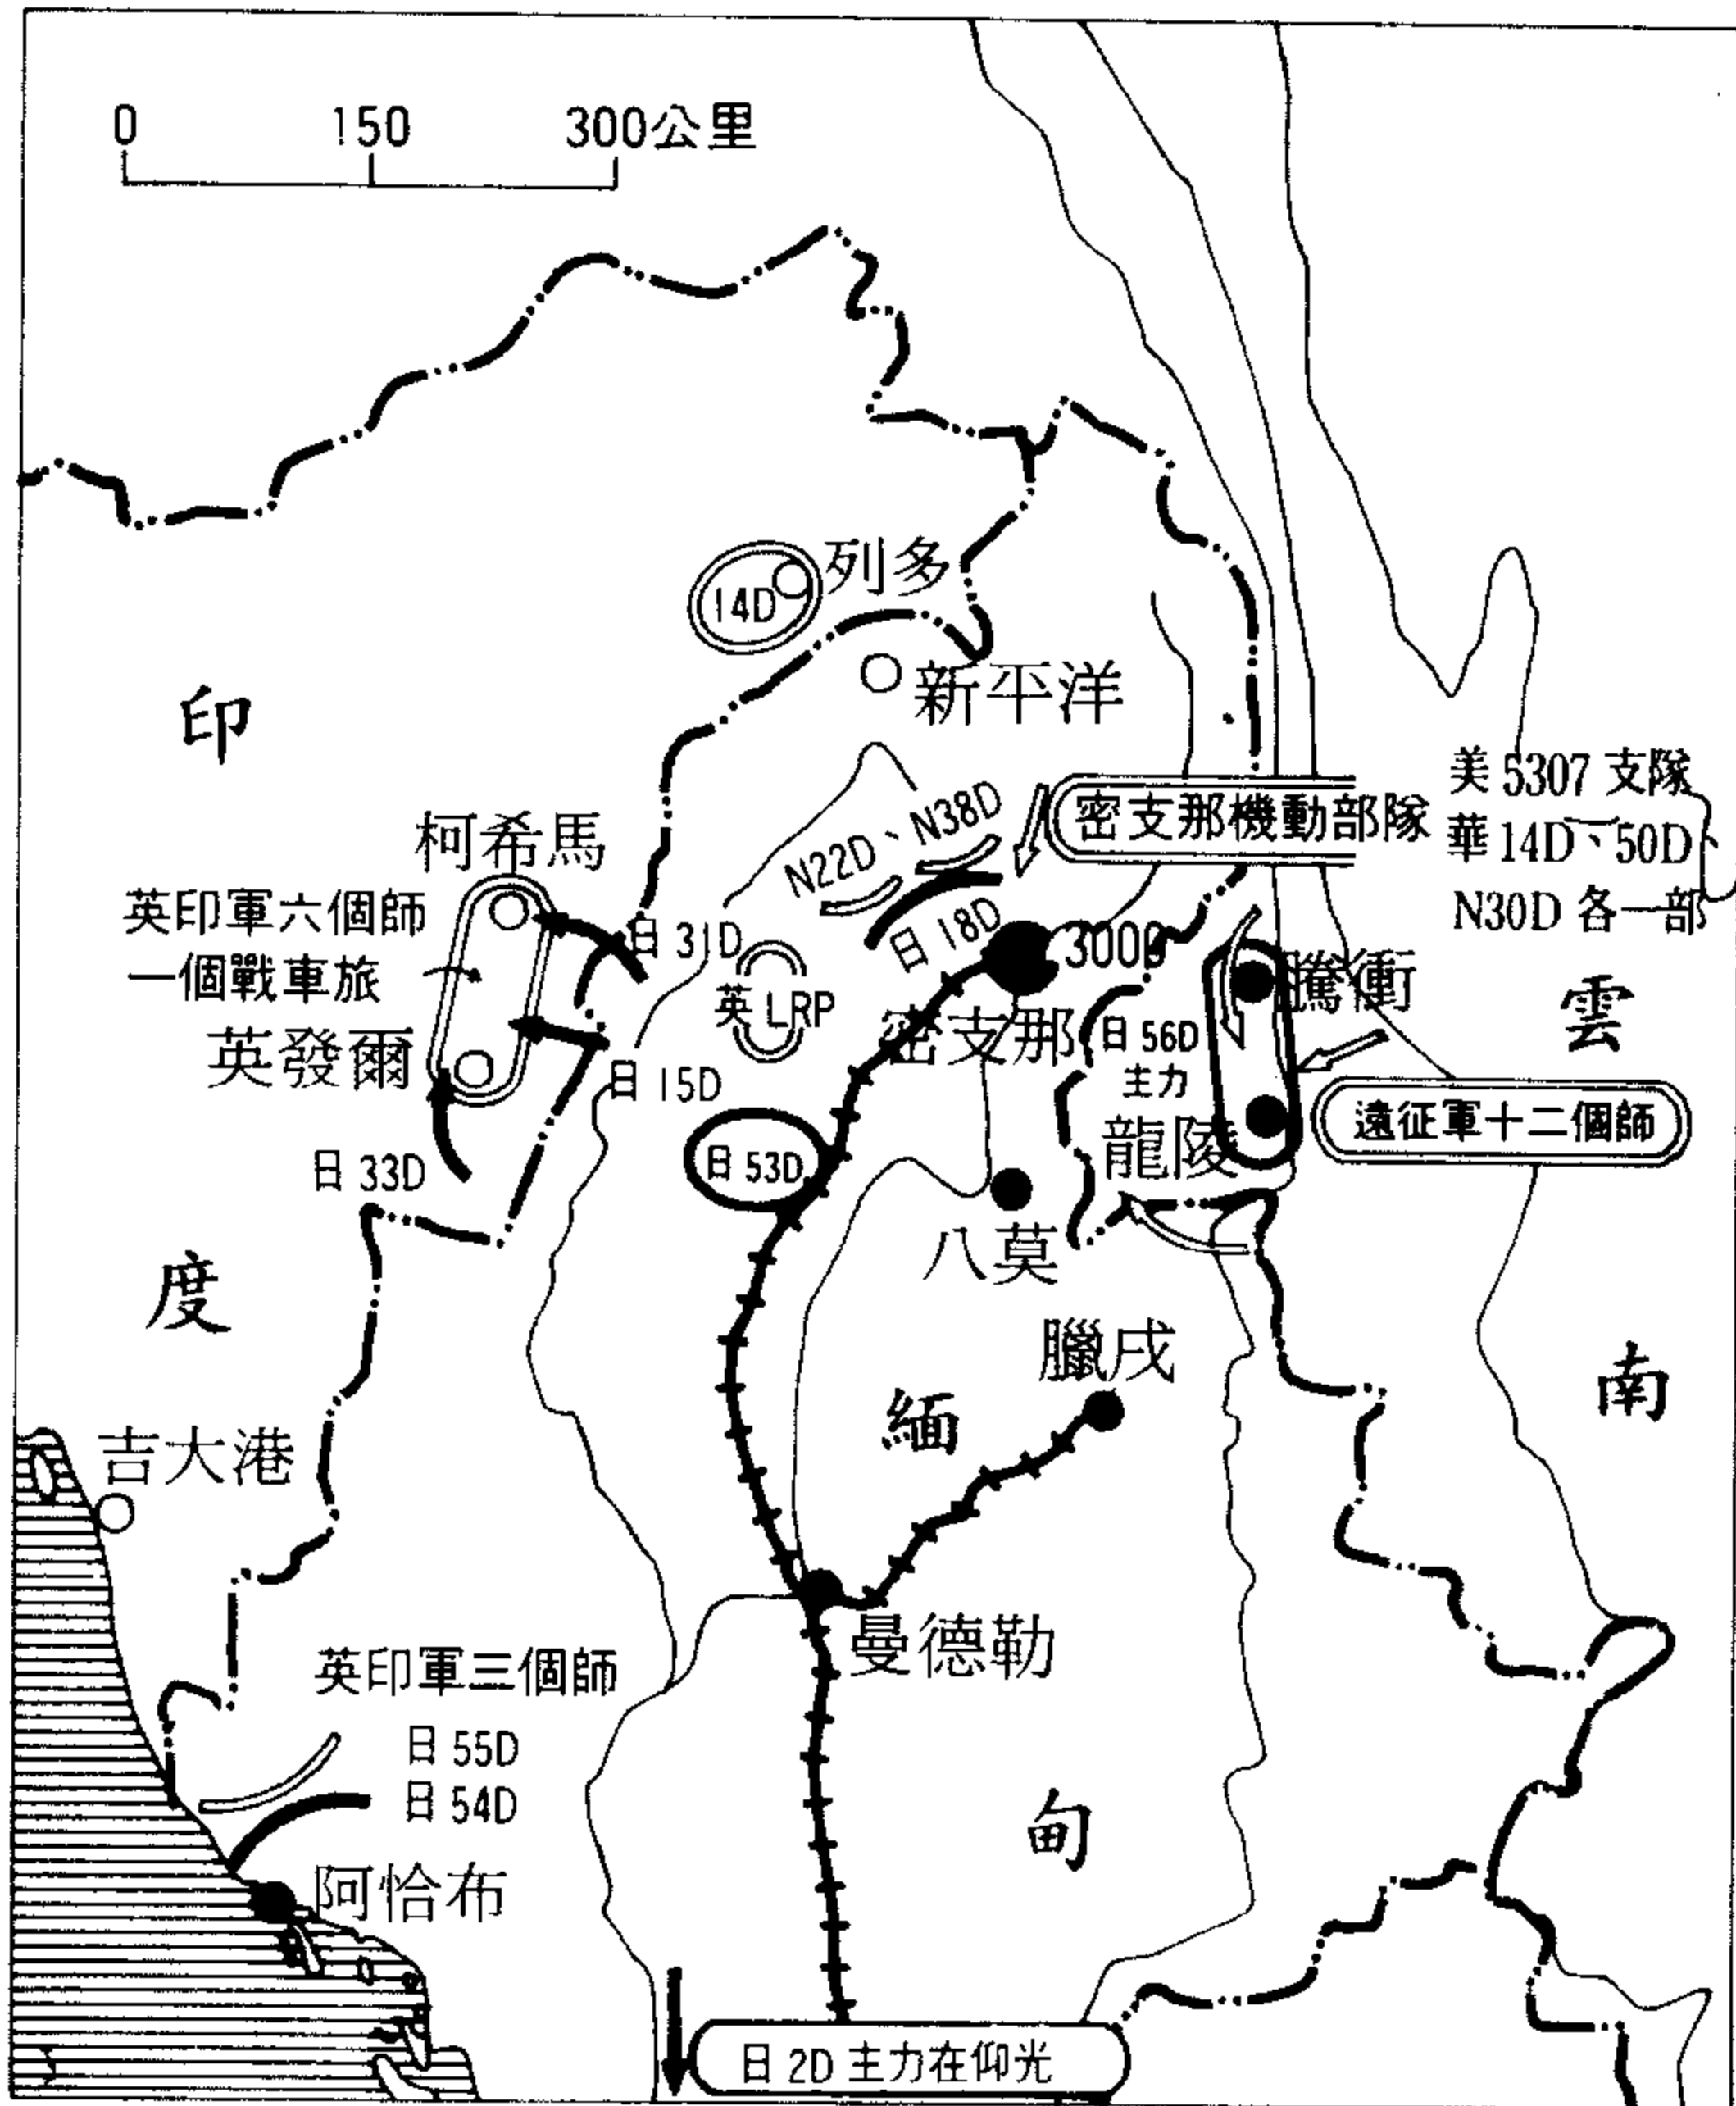 0 150 300公里
列多
14D
新平洋
印
度
美 5307 支隊
華 14D、50D
N30D 各一部
密支那機動部隊
N22D、N38D
日 18D
柯希馬
英印軍六個師
一個戰車旅
英發爾
日 31D
日 15D
日 33D
英 LRP
密支那
日 56D
主力
騰衝
雲
南
龍陵
遠征軍十二個師
日 53D
八莫
臘戌
緬
甸
吉大港
曼德勒
英印軍三個師
日 55D
日 54D
阿恰布
日 2D 主力在仰光